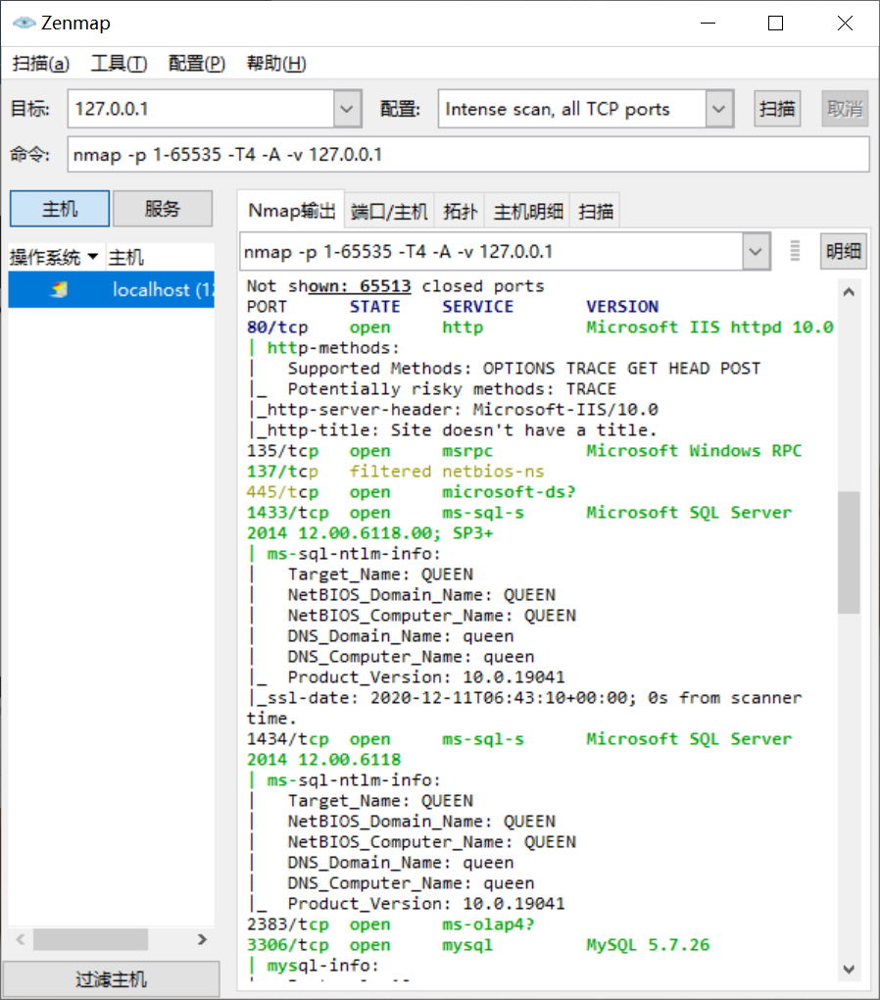 Zenmap
扫描(a) 工具(T) 配置(P) 帮助(H)
目标: 127.0.0.1 配置: Intense scan, all TCP ports 扫描 取消
命令: nmap -p 1-65535 -T4 -A -v 127.0.0.1
主机 服务
操作系统 主机
localhost (12
过滤主机
Nmap输出 端口/主机 拓扑 主机明细 扫描
nmap -p 1-65535 -T4 -A -v 127.0.0.1 明细
Not shown: 65513 closed ports
PORT STATE SERVICE VERSION
80/tcp open http Microsoft IIS httpd 10.0
| http-methods:
| Supported Methods: OPTIONS TRACE GET HEAD POST
|_ Potentially risky methods: TRACE
|_http-server-header: Microsoft-IIS/10.0
|_http-title: Site doesn't have a title.
135/tcp open msrpc Microsoft Windows RPC
137/tcp filtered netbios-ns
445/tcp open microsoft-ds?
1433/tcp open ms-sql-s Microsoft SQL Server
2014 12.00.6118.00; SP3+
| ms-sql-ntlm-info:
| Target_Name: QUEEN
| NetBIOS_Domain_Name: QUEEN
| NetBIOS_Computer_Name: QUEEN
| DNS_Domain_Name: queen
| DNS_Computer_Name: queen
|_ Product_Version: 10.0.19041
|_ssl-date: 2020-12-11T06:43:10+00:00; 0s from scanner
time.
1434/tcp open ms-sql-s Microsoft SQL Server
2014 12.00.6118
| ms-sql-ntlm-info:
| Target_Name: QUEEN
| NetBIOS_Domain_Name: QUEEN
| NetBIOS_Computer_Name: QUEEN
| DNS_Domain_Name: queen
| DNS_Computer_Name: queen
|_ Product_Version: 10.0.19041
2383/tcp open ms-olap4?
3306/tcp open mysql MySQL 5.7.26
| mysql-info: